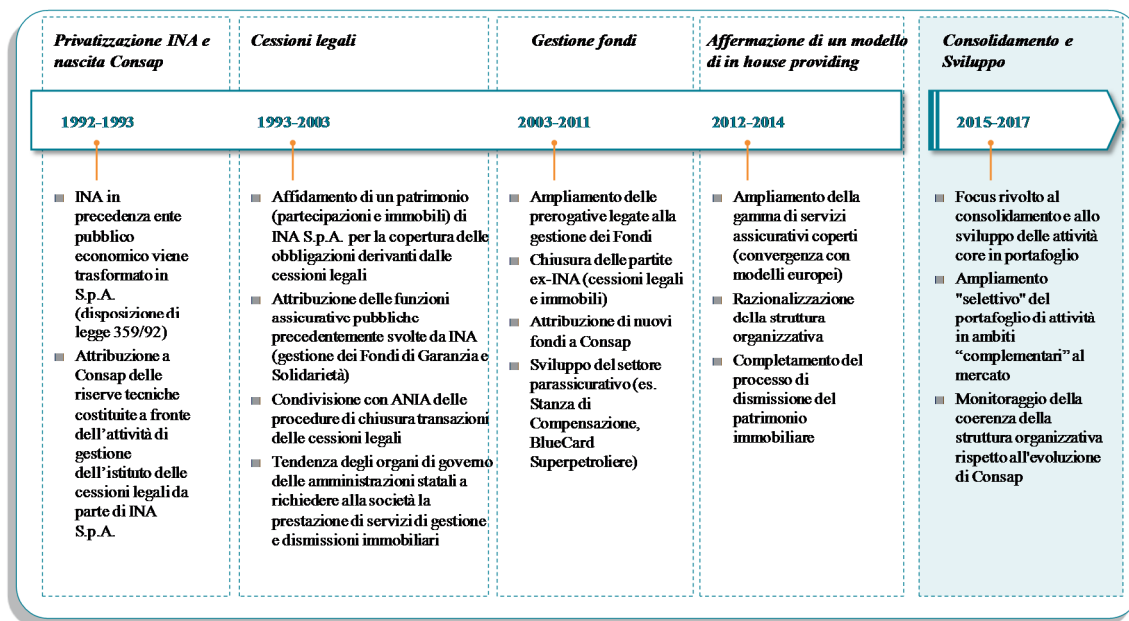 Privatizzazione INA e
nascita Consap
1992-1993
INA in
precedenza ente
pubblico
economico viene
trasformato in
S.p.A.
(disposizione di
legge 359/92)
Attribuzione a
Consap delle
riserve tecniche
costituite a fronte
dell'attività di
gestione
dell'istituto delle
cessioni legali da
parte di INA
S.p.A.
Cessioni legali
1993-2003
Affidamento di un patrimonio
(partecipazioni e immobili) di
INA S.p.A. per la copertura delle
obbligazioni derivanti dalle
cessioni legali
Attribuzione delle funzioni
assicurative pubbliche
precedentemente svolte da INA
(gestione dei Fondi di Garanzia e
Solidarietà)
Condivisione con ANIA delle
procedure di chiusura transazioni
delle cessioni legali
Tendenza degli organi di governo
delle amministrazioni statali a
richiedere alla società la
prestazione di servizi di gestione
e dismissioni immobiliari
Gestione fondi
2003-2011
Ampliamento delle
prerogative legate alla
gestione dei Fondi
Chiusura delle partite
ex-INA (cessioni legali
e immobili)
Attribuzione di nuovi
fondi a Consap
Sviluppo del settore
parassicurativo (es.
Stanza di
Compensazione,
BlueCard
Superpetroliere)
Affermazione di un modello
di in house providing
2012-2014
Ampliamento della
gamma di servizi
assicurativi coperti
(convergenza con
modelli europei)
Razionalizzazione
della struttura
organizzativa
Completamento del
processo di
dismissione del
patrimonio
immobiliare
Consolidamento e
Sviluppo
2015-2017
Focus rivolto al
consolidamento e allo
sviluppo delle attività
core in portafoglio
Ampliamento
"selettivo" del
portafoglio di attività
in ambiti
“complementari” al
mercato
Monitoraggio della
coerenza della
struttura organizzativa
rispetto all'evoluzione
di Consap